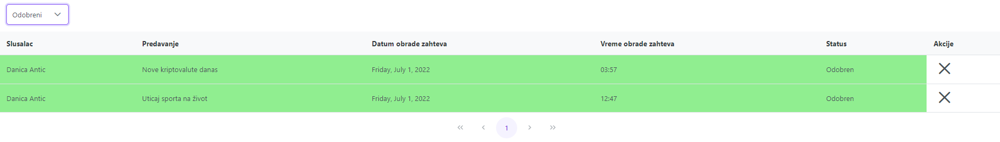 Odobreni
Slusalac Predavanje Datum obrade zahteva Vreme obrade zahteva Status Akcije
Danica Antic Nove kriptovalute danas Friday, July 1, 2022 03:57 Odobren
Danica Antic Uticaj sporta na život Friday, July 1, 2022 12:47 Odobren
1